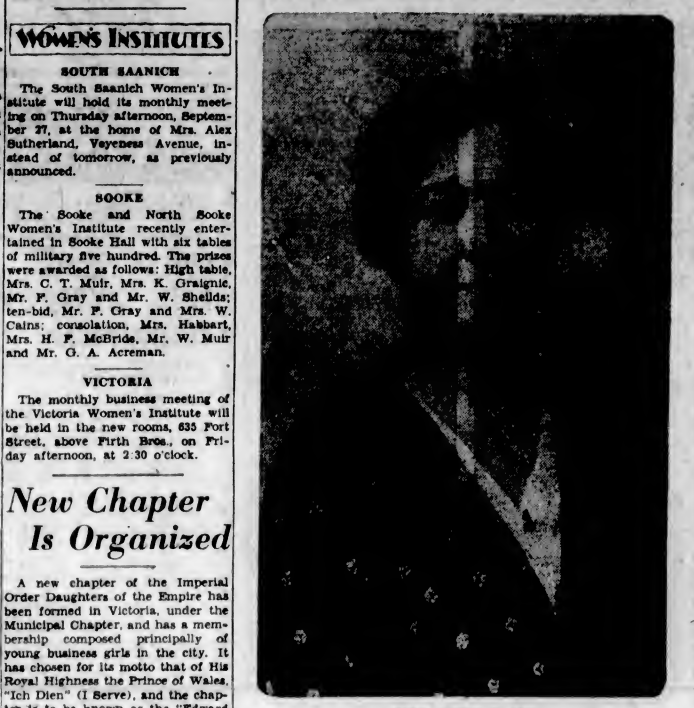 WOMEN'S INSTITUTES
SOUTH SAANICH
The South Saanich Women's In-
stitute will hold its monthly meet-
ing on Thursday afternoon, Septem-
ber 27, at the home of Mrs. Alex
Sutherland, Veyeness Avenue, in-
stead of tomorrow, as previously
announced.
SOOKE
The Sooke and North Sooke
Women's Institute recently enter-
tained in Sooke Hall with six tables
of military five hundred. The prizes
were awarded as follows: High table,
Mrs. C. T. Muir, Mrs. K. Graignic,
Mr. P. Gray and Mr. W. Sheilds;
ten-bid, Mr. P. Gray and Mrs. W.
Cains; consolation, Mrs. Habbart,
Mrs. H. F. McBride, Mr. W. Muir
and Mr. G. A. Acreman.
VICTORIA
The monthly business meeting of
the Victoria Women's Institute will
be held in the new rooms, 635 Fort
Street, above Firth Bros., on Fri-
day afternoon, at 2:30 o'clock.
New Chapter
Is Organized
A new chapter of the Imperial
Order Daughters of the Empire has
been formed in Victoria, under the
Municipal Chapter, and has a mem-
bership composed principally of
young business girls in the city. It
has chosen for its motto that of His
Royal Highness the Prince of Wales,
"Ich Dien" (I Serve), and the chap-
ter is to be known as the "Edward